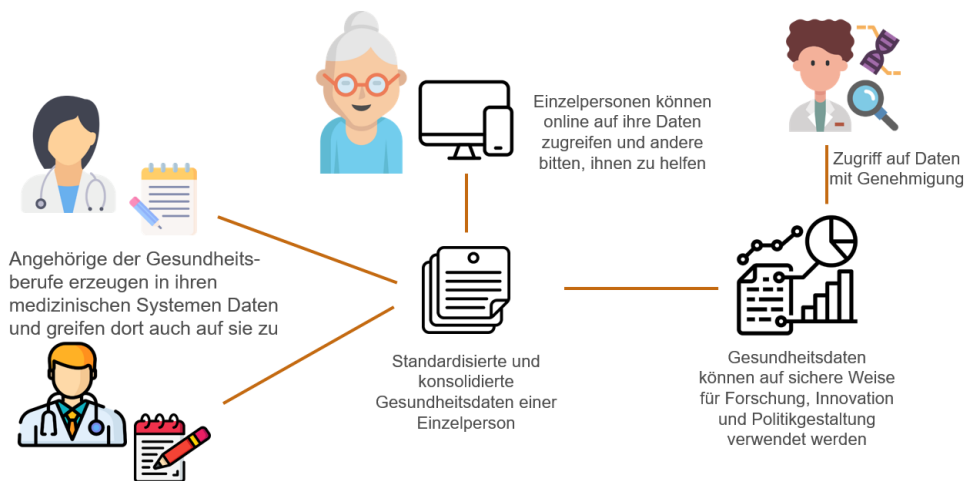 Einzelpersonen können
online auf ihre Daten
zugreifen und andere
bitten, ihnen zu helfen
Zugriff auf Daten
mit Genehmigung
Angehörige der Gesundheits-
berufe erzeugen in ihren
medizinischen Systemen Daten
und greifen dort auch auf sie zu
Standardisierte und
konsolidierte
Gesundheitsdaten einer
Einzelperson
Gesundheitsdaten
können auf sichere Weise
für Forschung, Innovation
und Politikgestaltung
verwendet werden